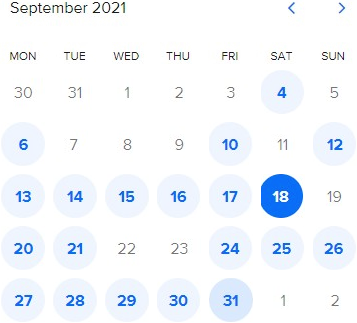 September 2021
MON TUE WED THU FRI SAT SUN
30 31 1 2 3 4 5
6 7 8 9 10 11 12
13 14 15 16 17 18 19
20 21 22 23 24 25 26
27 28 29 30 31 1 2